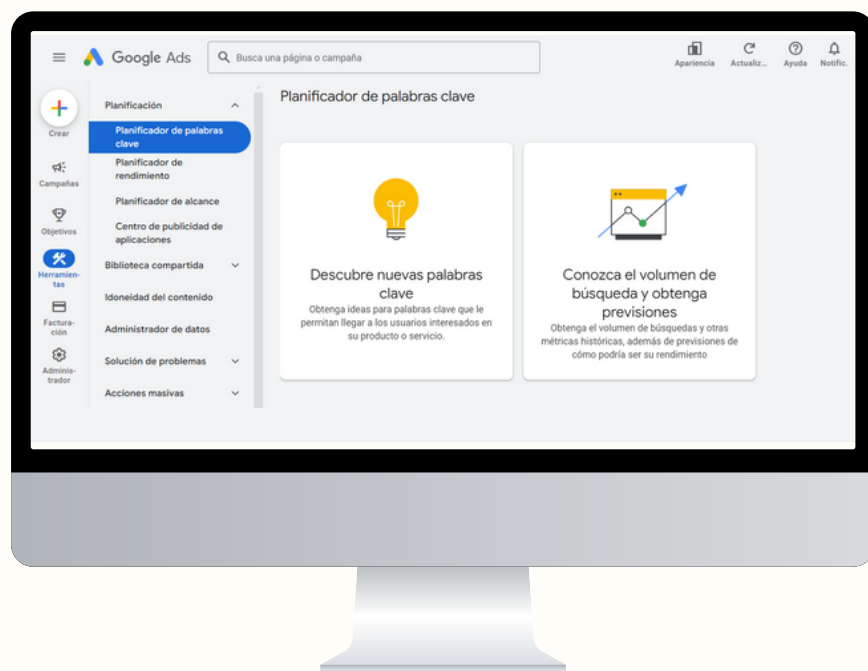 Google Ads
Busca una página o campaña
Apariencia
Actualiz...
Ayuda
Notific.
Crear
Campañas
Objetivos
Herramien-
tas
Factura-
ción
Adminis-
trador
Planificación
Planificador de palabras
clave
Planificador de
rendimiento
Planificador de alcance
Centro de publicidad de
aplicaciones
Biblioteca compartida
Idoneidad del contenido
Administrador de datos
Solución de problemas
Acciones masivas
Planificador de palabras clave
Descubre nuevas palabras
clave
Obtenga ideas para palabras clave que le
permitan llegar a los usuarios interesados en
su producto o servicio.
Conozca el volumen de
búsqueda y obtenga
previsiones
Obtenga el volumen de búsquedas y otras
métricas históricas, además de previsiones de
cómo podría ser su rendimiento